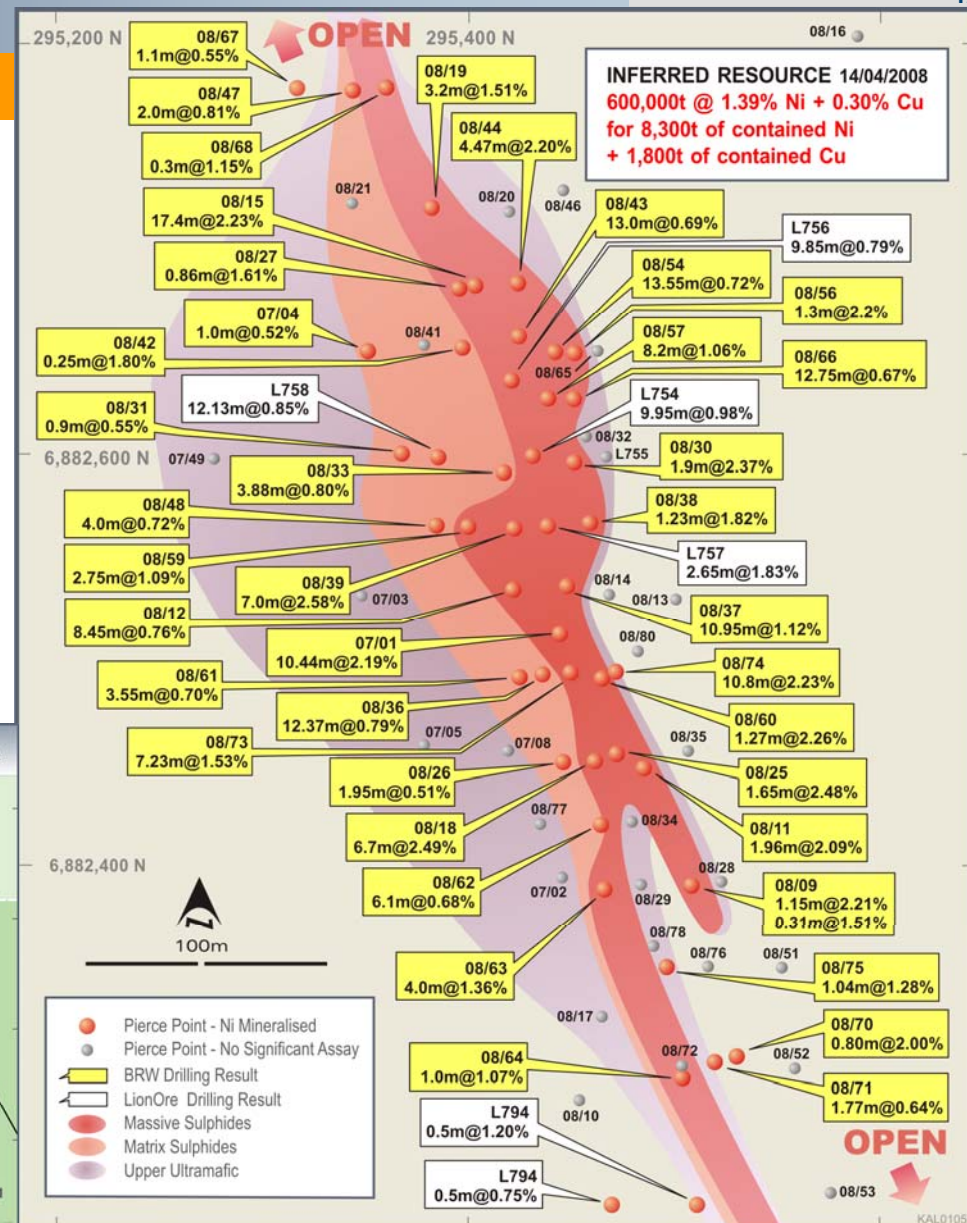 295,200 N
OPEN
295,400 N
08/16
INFERRED RESOURCE 14/04/2008
600,000t @ 1.39% Ni + 0.30% Cu
for 8,300t of contained Ni
+ 1,800t of contained Cu
08/67
1.1m@0.55%
08/47
2.0m@0.81%
08/68
0.3m@1.15%
08/19
3.2m@1.51%
08/44
4.47m@2.20%
08/21
08/20
08/46
08/15
17.4m@2.23%
08/43
13.0m@0.69%
L756
9.85m@0.79%
08/27
0.86m@1.61%
08/54
13.55m@0.72%
08/56
1.3m@2.2%
07/04
1.0m@0.52%
08/41
08/42
0.25m@1.80%
08/57
8.2m@1.06%
08/65
08/66
12.75m@0.67%
L758
12.13m@0.85%
L754
9.95m@0.98%
08/31
0.9m@0.55%
08/32
L755
6,882,600 N
07/49
08/33
3.88m@0.80%
08/30
1.9m@2.37%
08/48
4.0m@0.72%
08/38
1.23m@1.82%
08/59
2.75m@1.09%
L757
2.65m@1.83%
08/39
7.0m@2.58%
07/03
08/14
08/13
08/12
8.45m@0.76%
08/37
10.95m@1.12%
07/01
10.44m@2.19%
08/80
08/61
3.55m@0.70%
08/74
10.8m@2.23%
08/36
12.37m@0.79%
08/60
1.27m@2.26%
08/73
7.23m@1.53%
07/05
07/08
08/35
08/26
1.95m@0.51%
08/25
1.65m@2.48%
08/18
6.7m@2.49%
08/77
08/34
08/11
1.96m@2.09%
6,882,400 N
08/62
6.1m@0.68%
07/02
08/29
08/28
08/09
1.15m@2.21%
0.31m@1.51%
100m
08/63
4.0m@1.36%
08/78
08/76
08/51
08/75
1.04m@1.28%
08/17
08/70
0.80m@2.00%
08/64
1.0m@1.07%
08/72
08/52
08/71
1.77m@0.64%
L794
0.5m@1.20%
08/10
OPEN
L794
0.5m@0.75%
08/53
Pierce Point - Ni Mineralised
Pierce Point - No Significant Assay
BRW Drilling Result
LionOre Drilling Result
Massive Sulphides
Matrix Sulphides
Upper Ultramafic
KAL0105